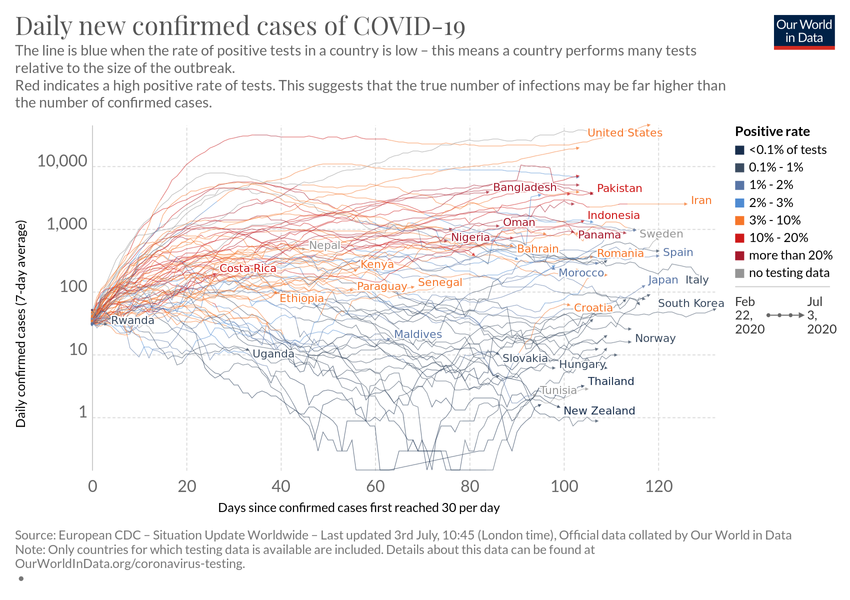 Daily new confirmed cases of COVID-19
Our World
in Data
The line is blue when the rate of positive tests in a country is low – this means a country performs many tests
relative to the size of the outbreak.
Red indicates a high positive rate of tests. This suggests that the true number of infections may be far higher than
the number of confirmed cases.
Daily confirmed cases (7-day average)
10,000
1,000
100
10
1
United States
Bangladesh
Pakistan
Iran
Indonesia
Oman
Panama
Sweden
Nigeria
Nepal
Bahrain
Romania
Spain
Costa Rica
Kenya
Morocco
Paraguay
Senegal
Japan
Italy
Ethiopia
Croatia
South Korea
Rwanda
Maldives
Norway
Uganda
Slovakia
Hungary
Thailand
Tunisia
New Zealand
0
20
40
60
80
100
120
Days since confirmed cases first reached 30 per day
Positive rate
<0.1% of tests
0.1% - 1%
1% - 2%
2% - 3%
3% - 10%
10% - 20%
more than 20%
no testing data
Feb
22,
2020
Jul
3,
2020
Source: European CDC – Situation Update Worldwide – Last updated 3rd July, 10:45 (London time), Official data collated by Our World in Data
Note: Only countries for which testing data is available are included. Details about this data can be found at
OurWorldInData.org/coronavirus-testing.